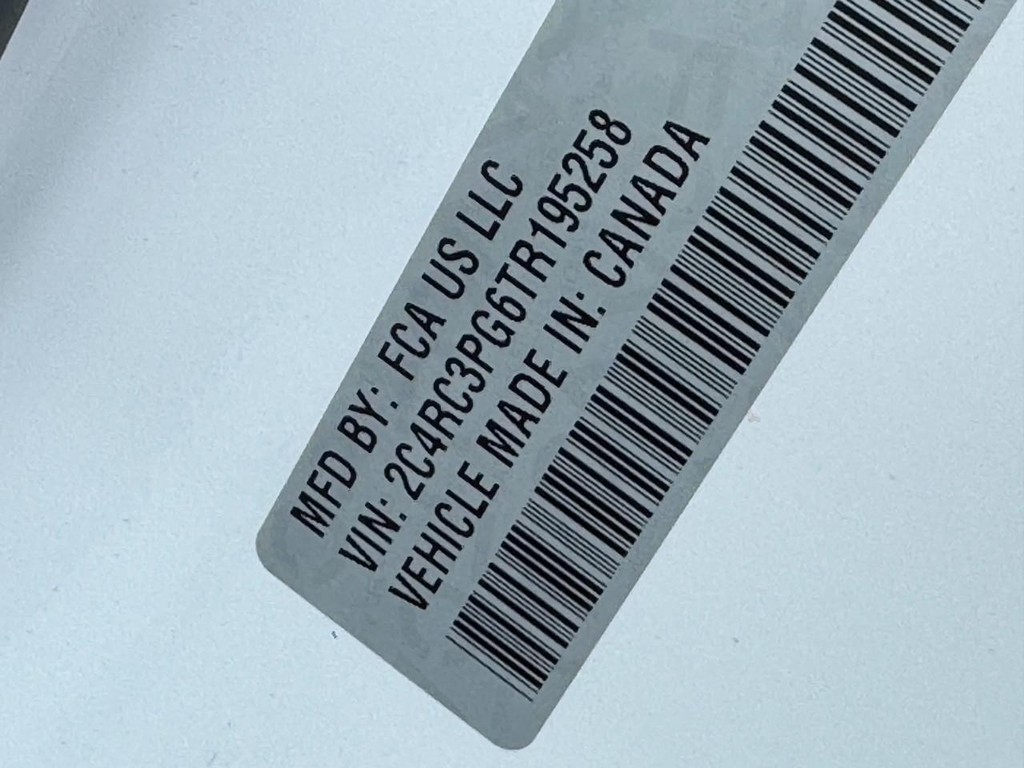 MFD BY: FCA US LLC
VIN: 2C4RC3PG6TR195258
VEHICLE MADE IN: CANADA